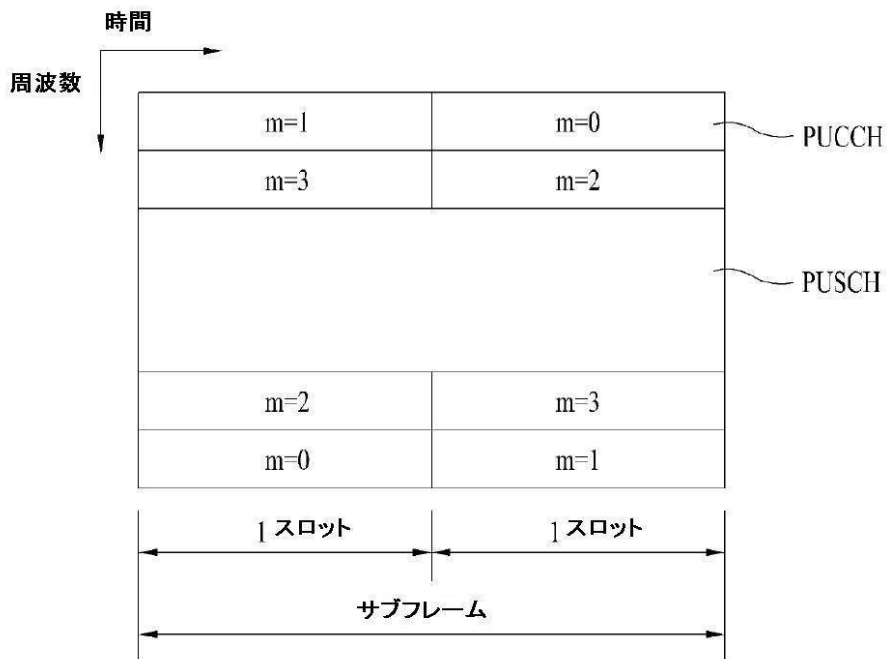 時間
周波数
m=1 m=0
PUCCH
m=3 m=2
PUSCH
m=2 m=3
m=0 m=1
1 スロット 1 スロット
サブフレーム